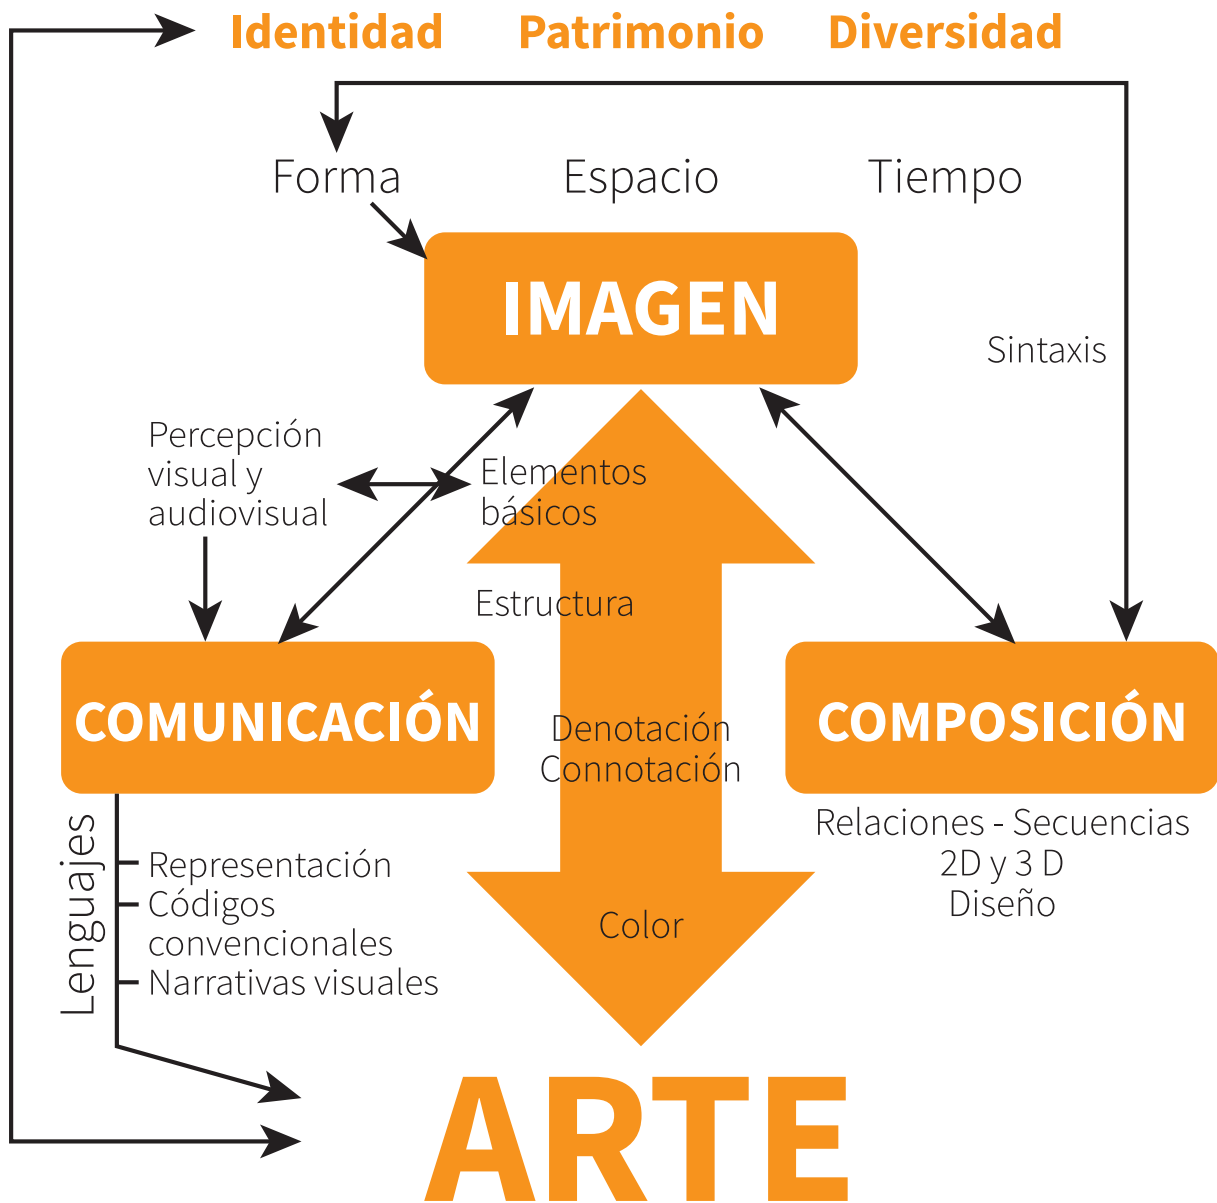 Identidad Patrimonio Diversidad
Forma Espacio Tiempo
IMAGEN
Sintaxis
Percepción
visual y
audiovisual
Elementos
básicos
Estructura
COMUNICACIÓN
Denotación
Connotación
COMPOSICIÓN
Relaciones - Secuencias
2D y 3 D
Diseño
Lenguajes
Representación
Códigos
convencionales
Narrativas visuales
Color
ARTE